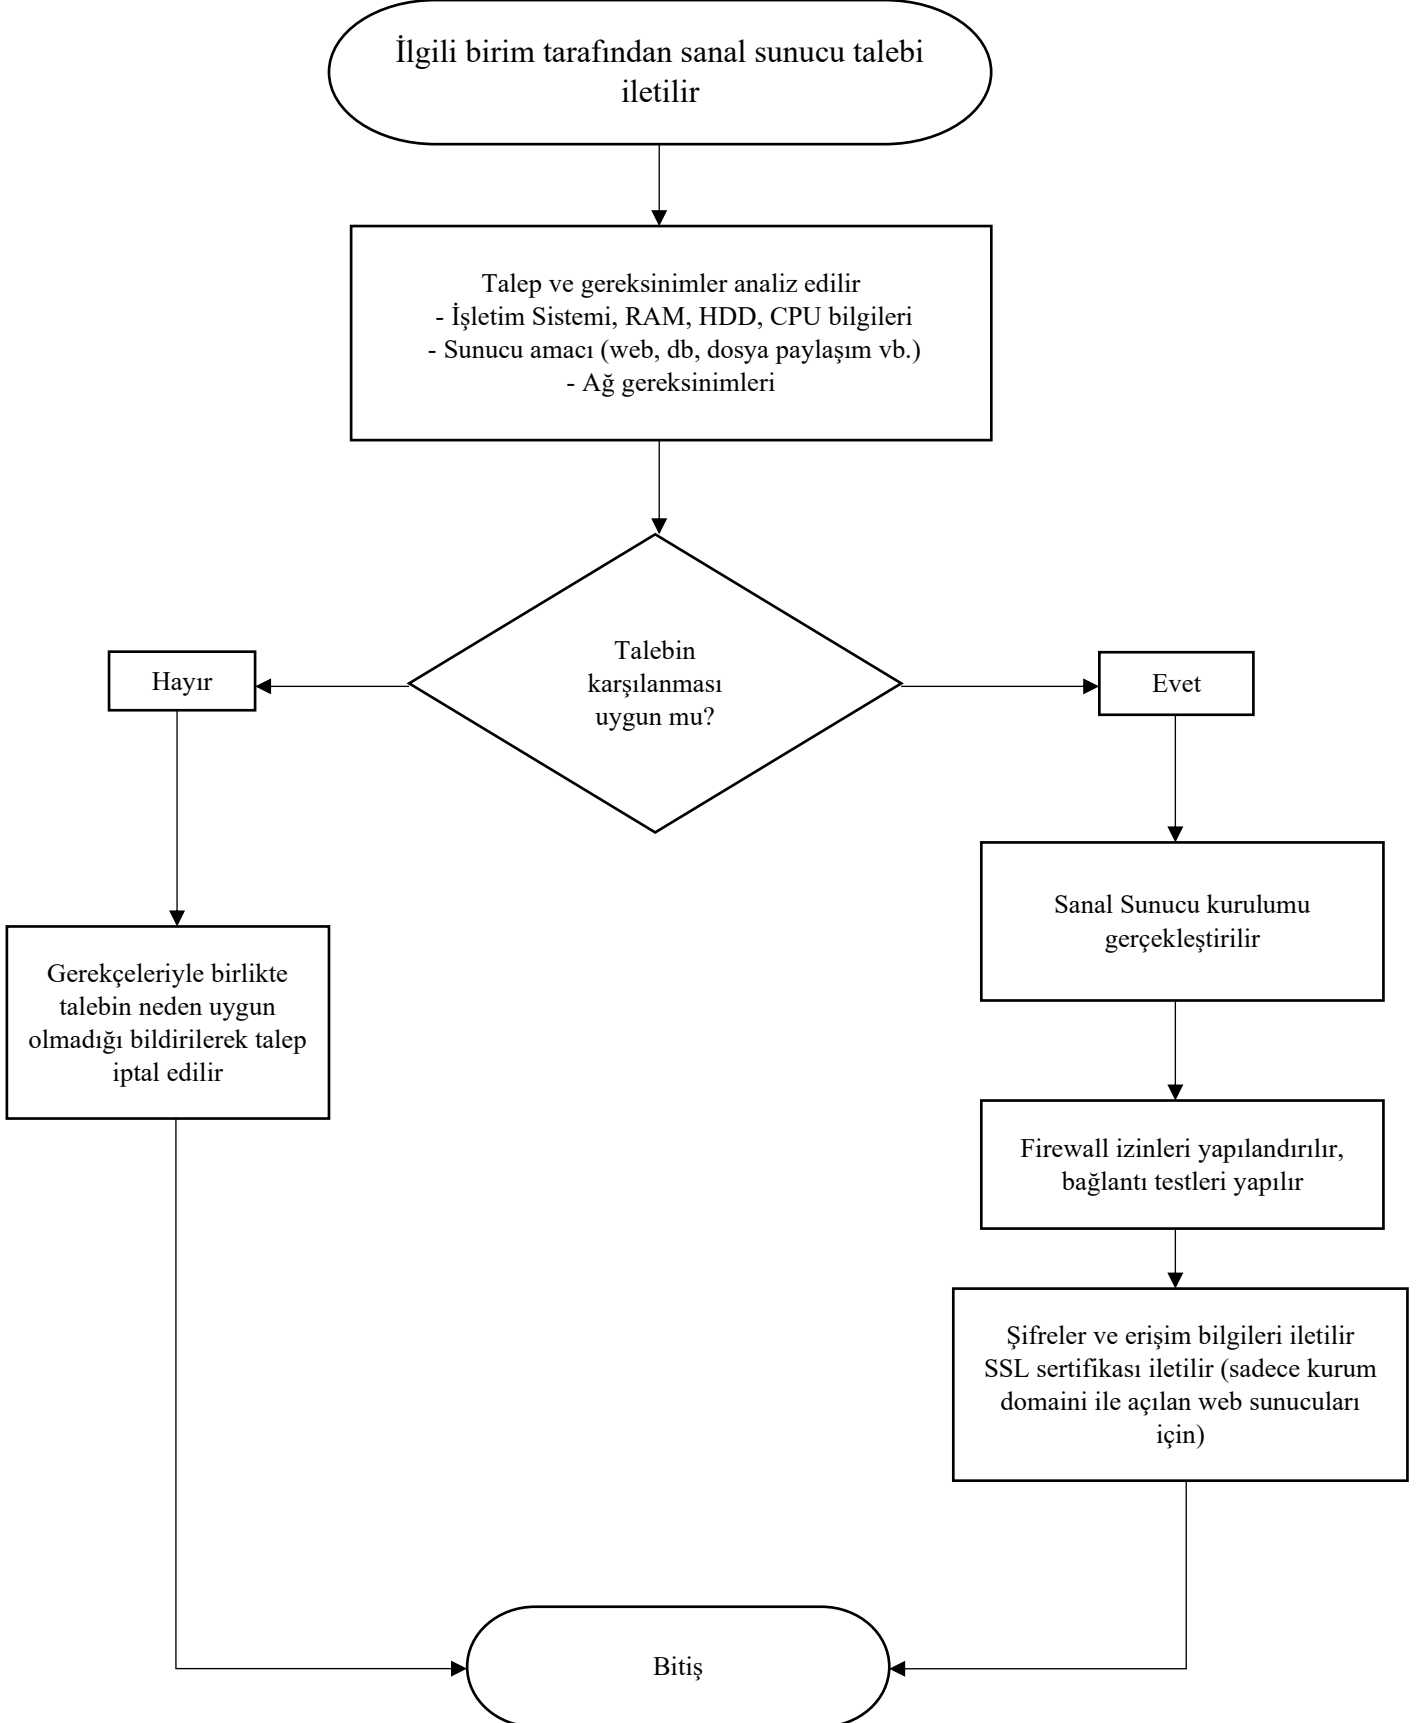 İlgili birim tarafından sanal sunucu talebi
iletilir
Talep ve gereksinimler analiz edilir
- İşletim Sistemi, RAM, HDD, CPU bilgileri
- Sunucu amacı (web, db, dosya paylaşım vb.)
- Ağ gereksinimleri
Talebin
karşılanması
uygun mu?
Hayır
Evet
Sanal Sunucu kurulumu
gerçekleştirilir
Gerekçeleriyle birlikte
talebin neden uygun
olmadığı bildirilerek talep
iptal edilir
Firewall izinleri yapılandırılır,
bağlantı testleri yapılır
Şifreler ve erişim bilgileri iletilir
SSL sertifikası iletilir (sadece kurum
domaini ile açılan web sunucuları
için)
Bitiş